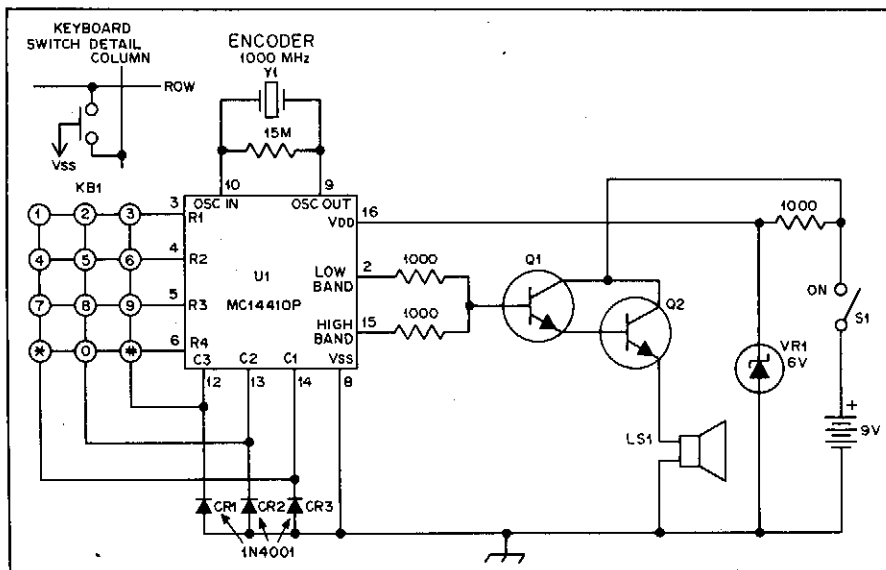 KEYBOARD
SWITCH DETAIL
COLUMN
ROW
VSS
ENCODER
1000 MHz
Y1
15M
10
9
KB1
OSC IN
OSC OUT
1
2
3
3
R1
VDD
16
4
5
6
4
R2
U1
LOW
BAND
2
1000
Q1
Q2
1000
7
8
9
5
R3
MC14410P
HIGH
BAND
15
1000
ON
S1
*
0
#
6
R4
C3
C2
C1
VSS
12
13
14
8
VR1
6V
LS1
+
9V
CR1
CR2
CR3
1N4001